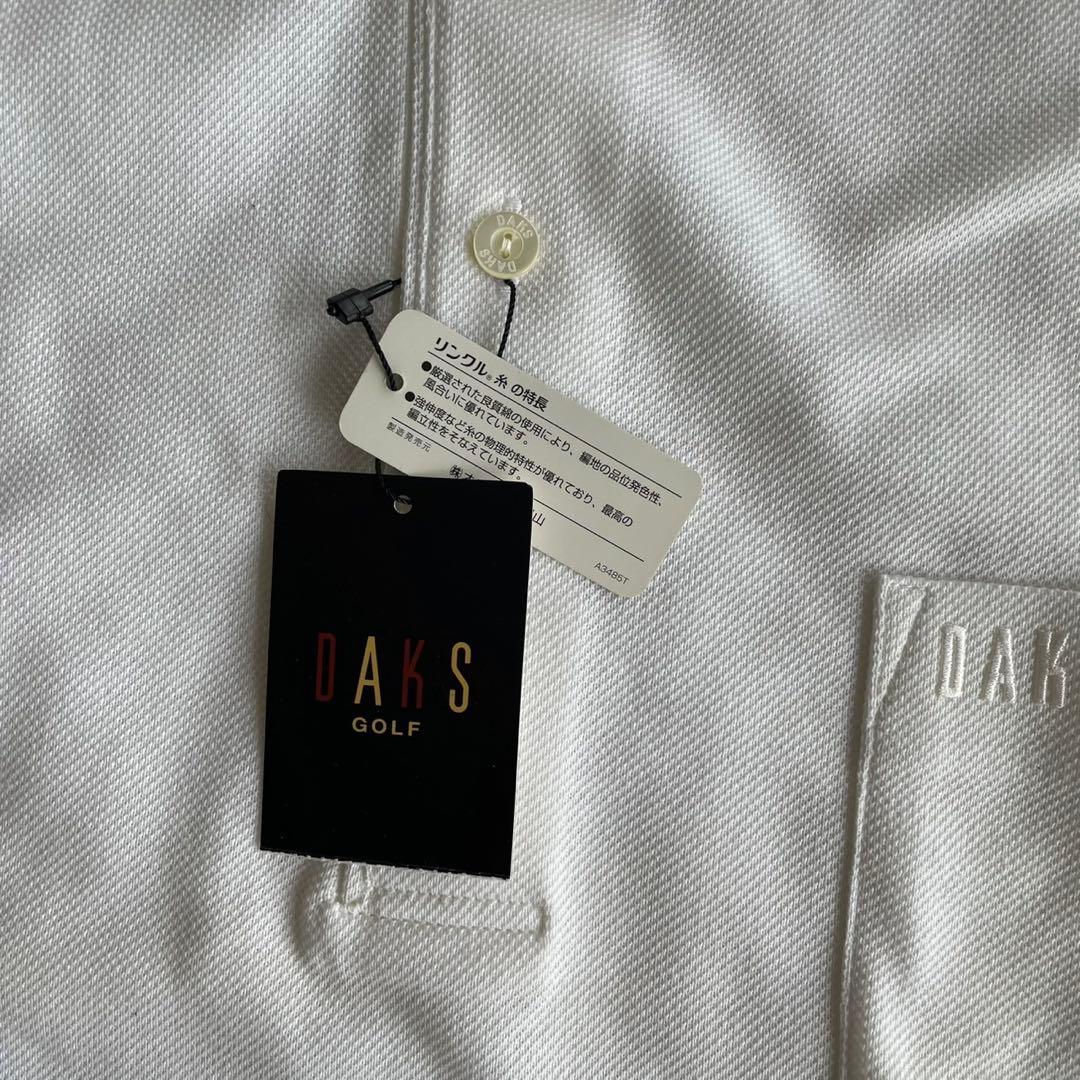 DAKS
DAKS
リンクル®糸の特長
●厳選された良質綿の使用により、編地の品位発色性、
風合いに優れています。
●強伸度など糸の物理的特性が優れており、最高の
編立性をそなえています。
製造発売元
㈱
山
A3485T
DAKS
GOLF
DAK